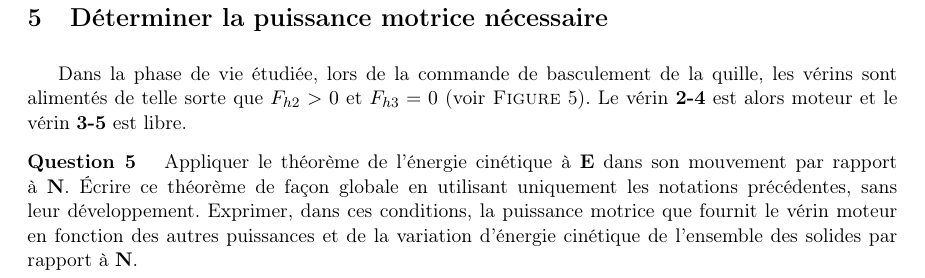 5 Déterminer la puissance motrice nécessaire
Dans la phase de vie étudiée, lors de la commande de basculement de la quille, les vérins sont
alimentés de telle sorte que F_{h2} > 0 et F_{h3} = 0 (voir FIGURE 5). Le vérin 2-4 est alors moteur et le
vérin 3-5 est libre.
Question 5 Appliquer le théorème de l'énergie cinétique à E dans son mouvement par rapport
à N. Écrire ce théorème de façon globale en utilisant uniquement les notations précédentes, sans
leur développement. Exprimer, dans ces conditions, la puissance motrice que fournit le vérin moteur
en fonction des autres puissances et de la variation d'énergie cinétique de l'ensemble des solides par
rapport à N.